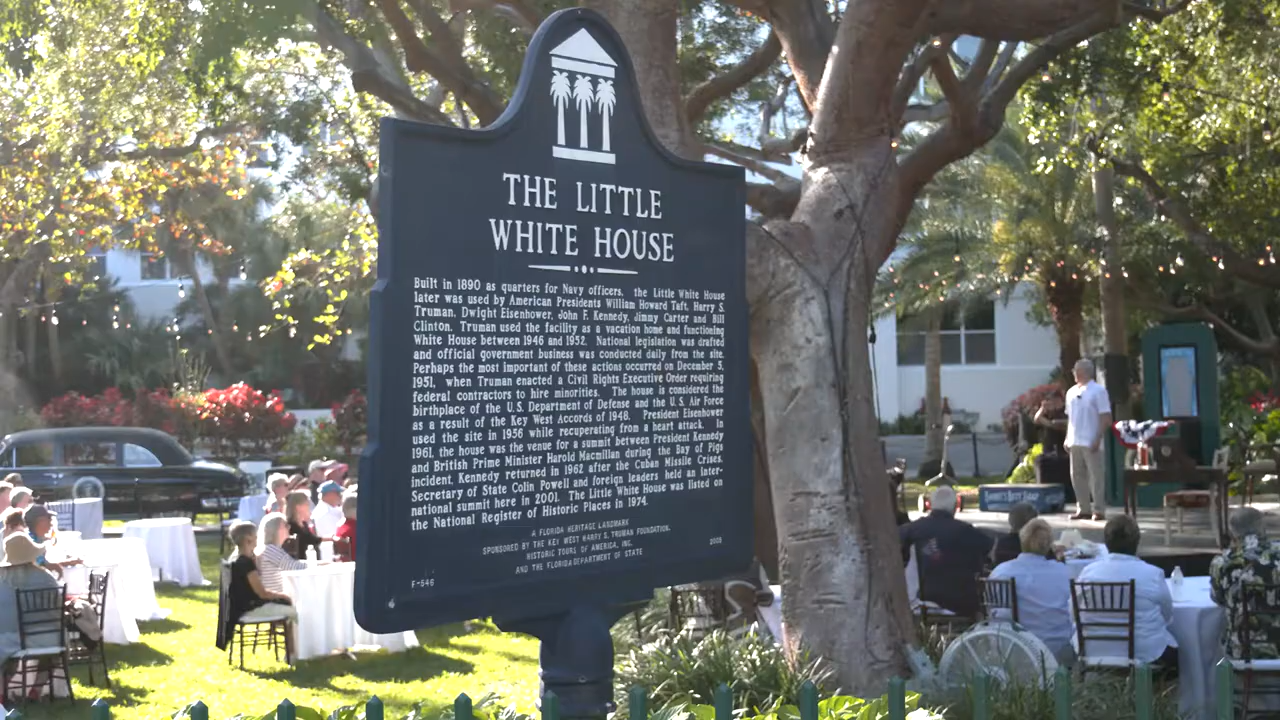 THE LITTLE
WHITE HOUSE
Built in 1890 as quarters for Navy officers, the Little White House
later was used by American Presidents William Howard Taft, Harry S.
Truman, Dwight Eisenhower, John F. Kennedy, Jimmy Carter and Bill
Clinton. Truman used the facility as a vacation home and functioning
White House between 1946 and 1952. National legislation was drafted
and official government business was conducted daily from the site.
Perhaps the most important of these actions occurred on December 5,
1951, when Truman enacted a Civil Rights Executive Order requiring
federal contractors to hire minorities. The house is considered the
birthplace of the U.S. Department of Defense and the U.S. Air Force
as a result of the Key West Accords of 1948. President Eisenhower
used the site in 1956 while recuperating from a heart attack. In
1961, the house was the venue for a summit between President Kennedy
and British Prime Minister Harold Macmillan during the Bay of Pigs
incident. Kennedy returned in 1962 after the Cuban Missile Crises.
Secretary of State Colin Powell and foreign leaders held an inter-
national summit here in 2001. The Little White House was listed on
the National Register of Historic Places in 1974.
A FLORIDA HERITAGE LANDMARK
SPONSORED BY THE KEY WEST HARRY S. TRUMAN FOUNDATION,
HISTORIC TOURS OF AMERICA, INC.
AND THE FLORIDA DEPARTMENT OF STATE
F-546